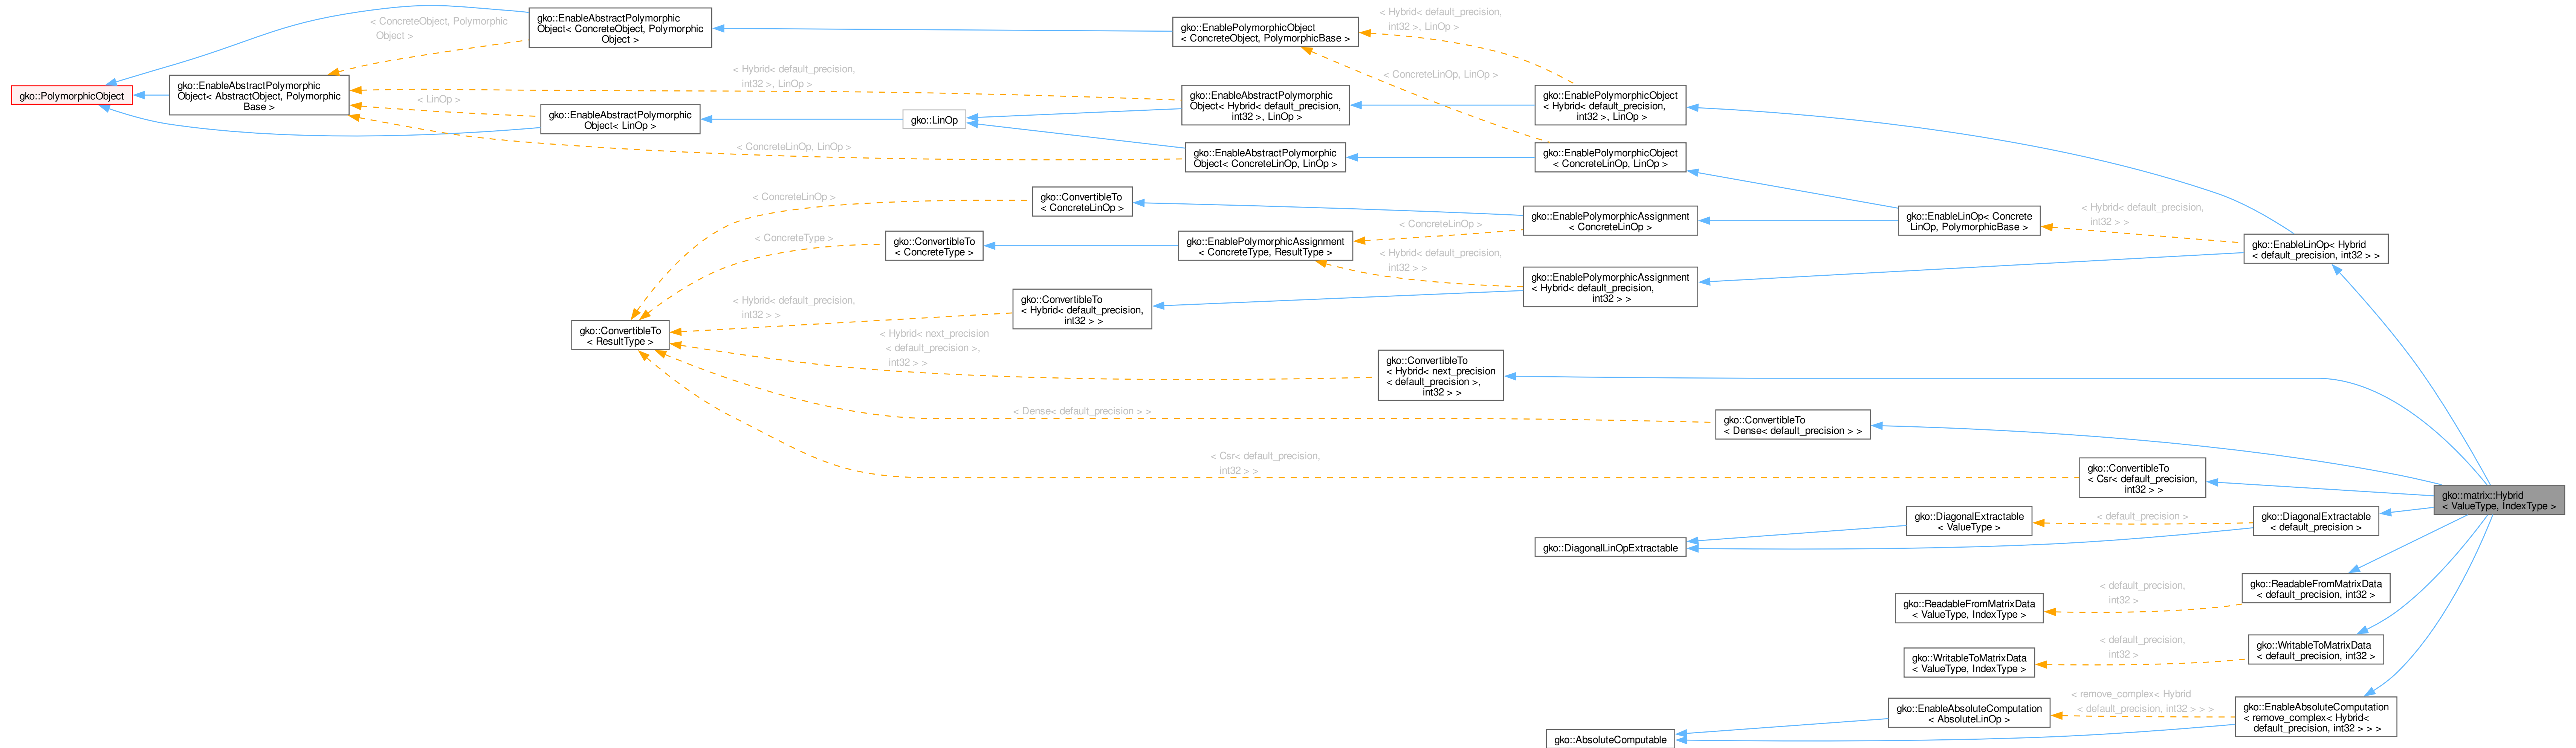 gko::PolymorphicObject
gko::EnableAbstractPolymorphic
Object< AbstractObject, Polymorphic
Base >
< ConcreteObject, Polymorphic
Object >
gko::EnableAbstractPolymorphic
Object< ConcreteObject, Polymorphic
Object >
< Hybrid< default_precision,
int32 >, LinOp >
< LinOp >
gko::EnableAbstractPolymorphic
Object< LinOp >
< ConcreteLinOp, LinOp >
gko::LinOp
gko::EnablePolymorphicObject
< ConcreteObject, PolymorphicBase >
gko::EnableAbstractPolymorphic
Object< Hybrid< default_precision,
int32 >, LinOp >
gko::EnableAbstractPolymorphic
Object< ConcreteLinOp, LinOp >
< Hybrid< default_precision,
int32 >, LinOp >
< ConcreteLinOp, LinOp >
gko::EnablePolymorphicObject
< Hybrid< default_precision,
int32 >, LinOp >
gko::EnablePolymorphicObject
< ConcreteLinOp, LinOp >
gko::ConvertibleTo
< ResultType >
< ConcreteLinOp >
gko::ConvertibleTo
< ConcreteLinOp >
< ConcreteType >
gko::ConvertibleTo
< ConcreteType >
gko::EnablePolymorphicAssignment
< ConcreteType, ResultType >
< ConcreteLinOp >
gko::EnablePolymorphicAssignment
< ConcreteLinOp >
gko::EnableLinOp< Concrete
LinOp, PolymorphicBase >
< Hybrid< default_precision,
int32 > >
gko::EnableLinOp< Hybrid
< default_precision, int32 > >
< Hybrid< default_precision,
int32 > >
gko::EnablePolymorphicAssignment
< Hybrid< default_precision,
int32 > >
< Hybrid< default_precision,
int32 > >
gko::ConvertibleTo
< Hybrid< default_precision,
int32 > >
< Hybrid< next_precision
< default_precision >,
int32 > >
gko::ConvertibleTo
< Hybrid< next_precision
< default_precision >,
int32 > >
< Dense< default_precision > >
gko::ConvertibleTo
< Dense< default_precision > >
< Csr< default_precision,
int32 > >
gko::ConvertibleTo
< Csr< default_precision,
int32 > >
gko::matrix::Hybrid
< ValueType, IndexType >
gko::DiagonalLinOpExtractable
gko::DiagonalExtractable
< ValueType >
< default_precision >
gko::DiagonalExtractable
< default_precision >
gko::ReadableFromMatrixData
< ValueType, IndexType >
< default_precision,
int32 >
gko::ReadableFromMatrixData
< default_precision, int32 >
gko::WritableToMatrixData
< ValueType, IndexType >
< default_precision,
int32 >
gko::WritableToMatrixData
< default_precision, int32 >
gko::AbsoluteComputable
gko::EnableAbsoluteComputation
< AbsoluteLinOp >
< remove_complex< Hybrid
< default_precision, int32 > > >
gko::EnableAbsoluteComputation
< remove_complex< Hybrid<
default_precision, int32 > > >